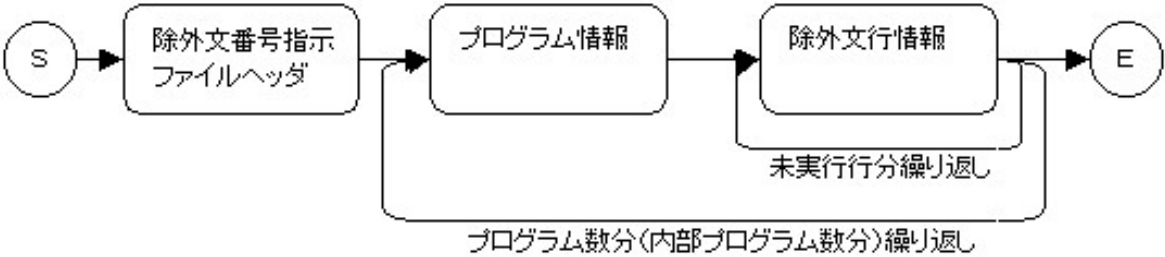 S
除外文番号指示
ファイルヘッダ
プログラム情報
除外文行情報
E
未実行行分繰り返し
プログラム数分(内部プログラム数分)繰り返し